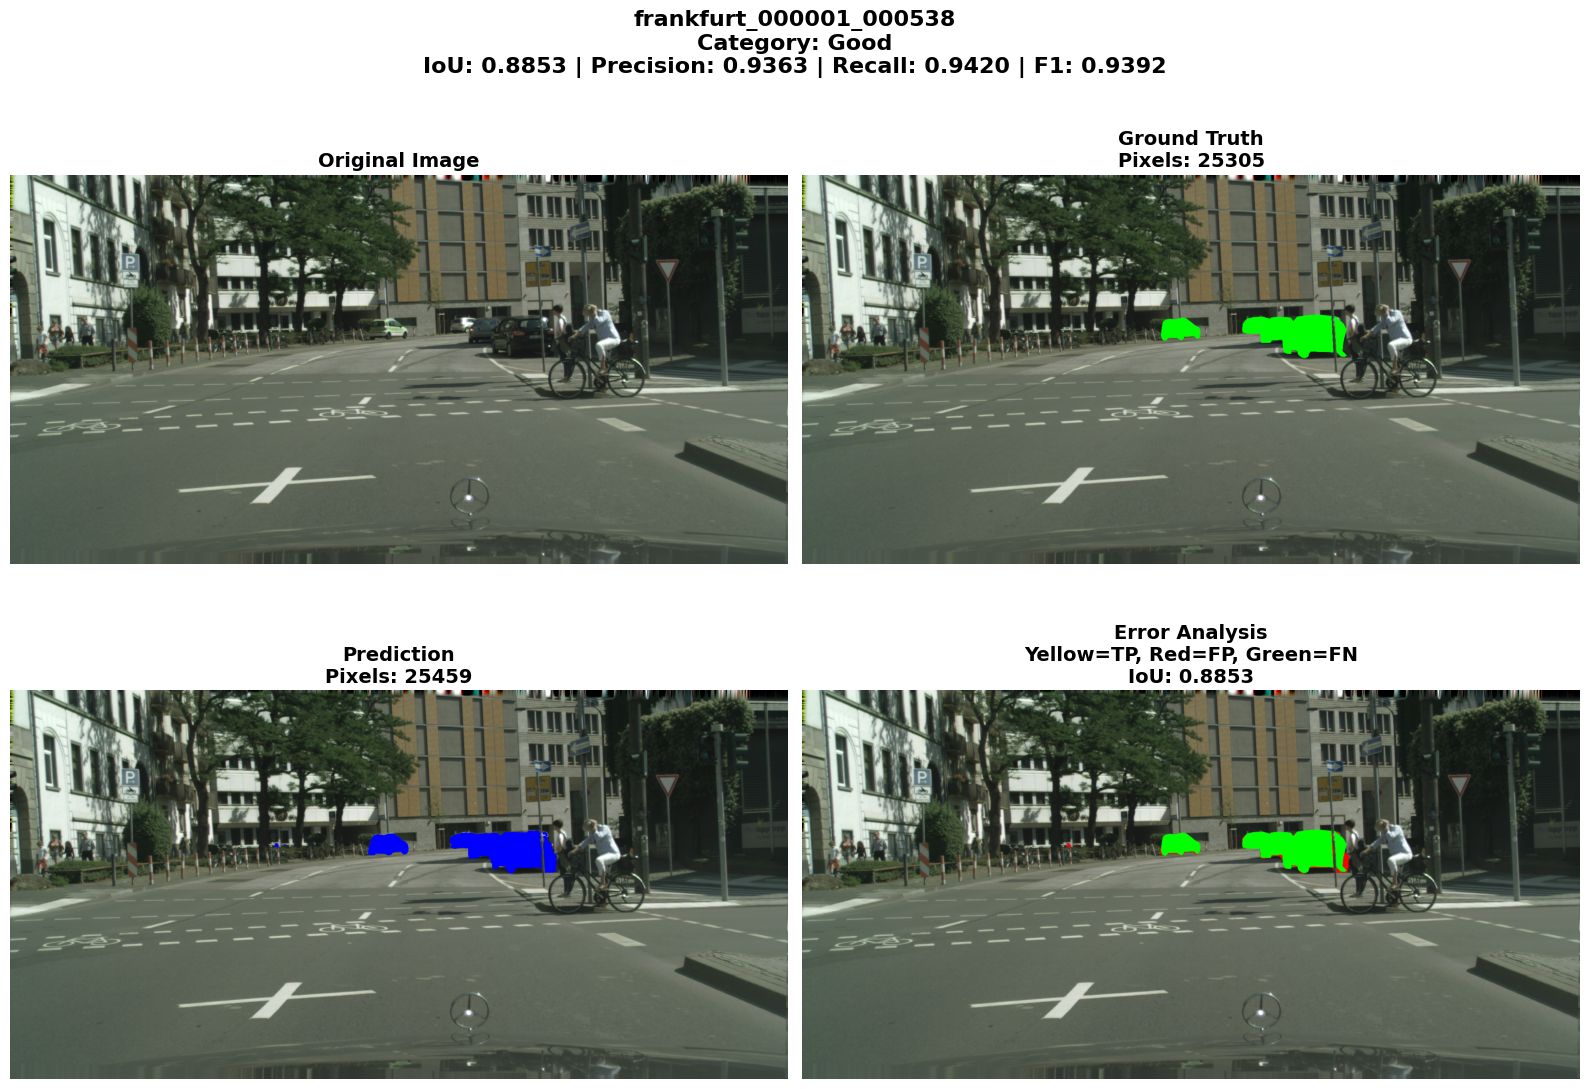 frankfurt_000001_000538
Category: Good
IoU: 0.8853 | Precision: 0.9363 | Recall: 0.9420 | F1: 0.9392
Original Image
Ground Truth
Pixels: 25305
P
P
Prediction
Pixels: 25459
Error Analysis
Yellow=TP, Red=FP, Green=FN
IoU: 0.8853
P
P